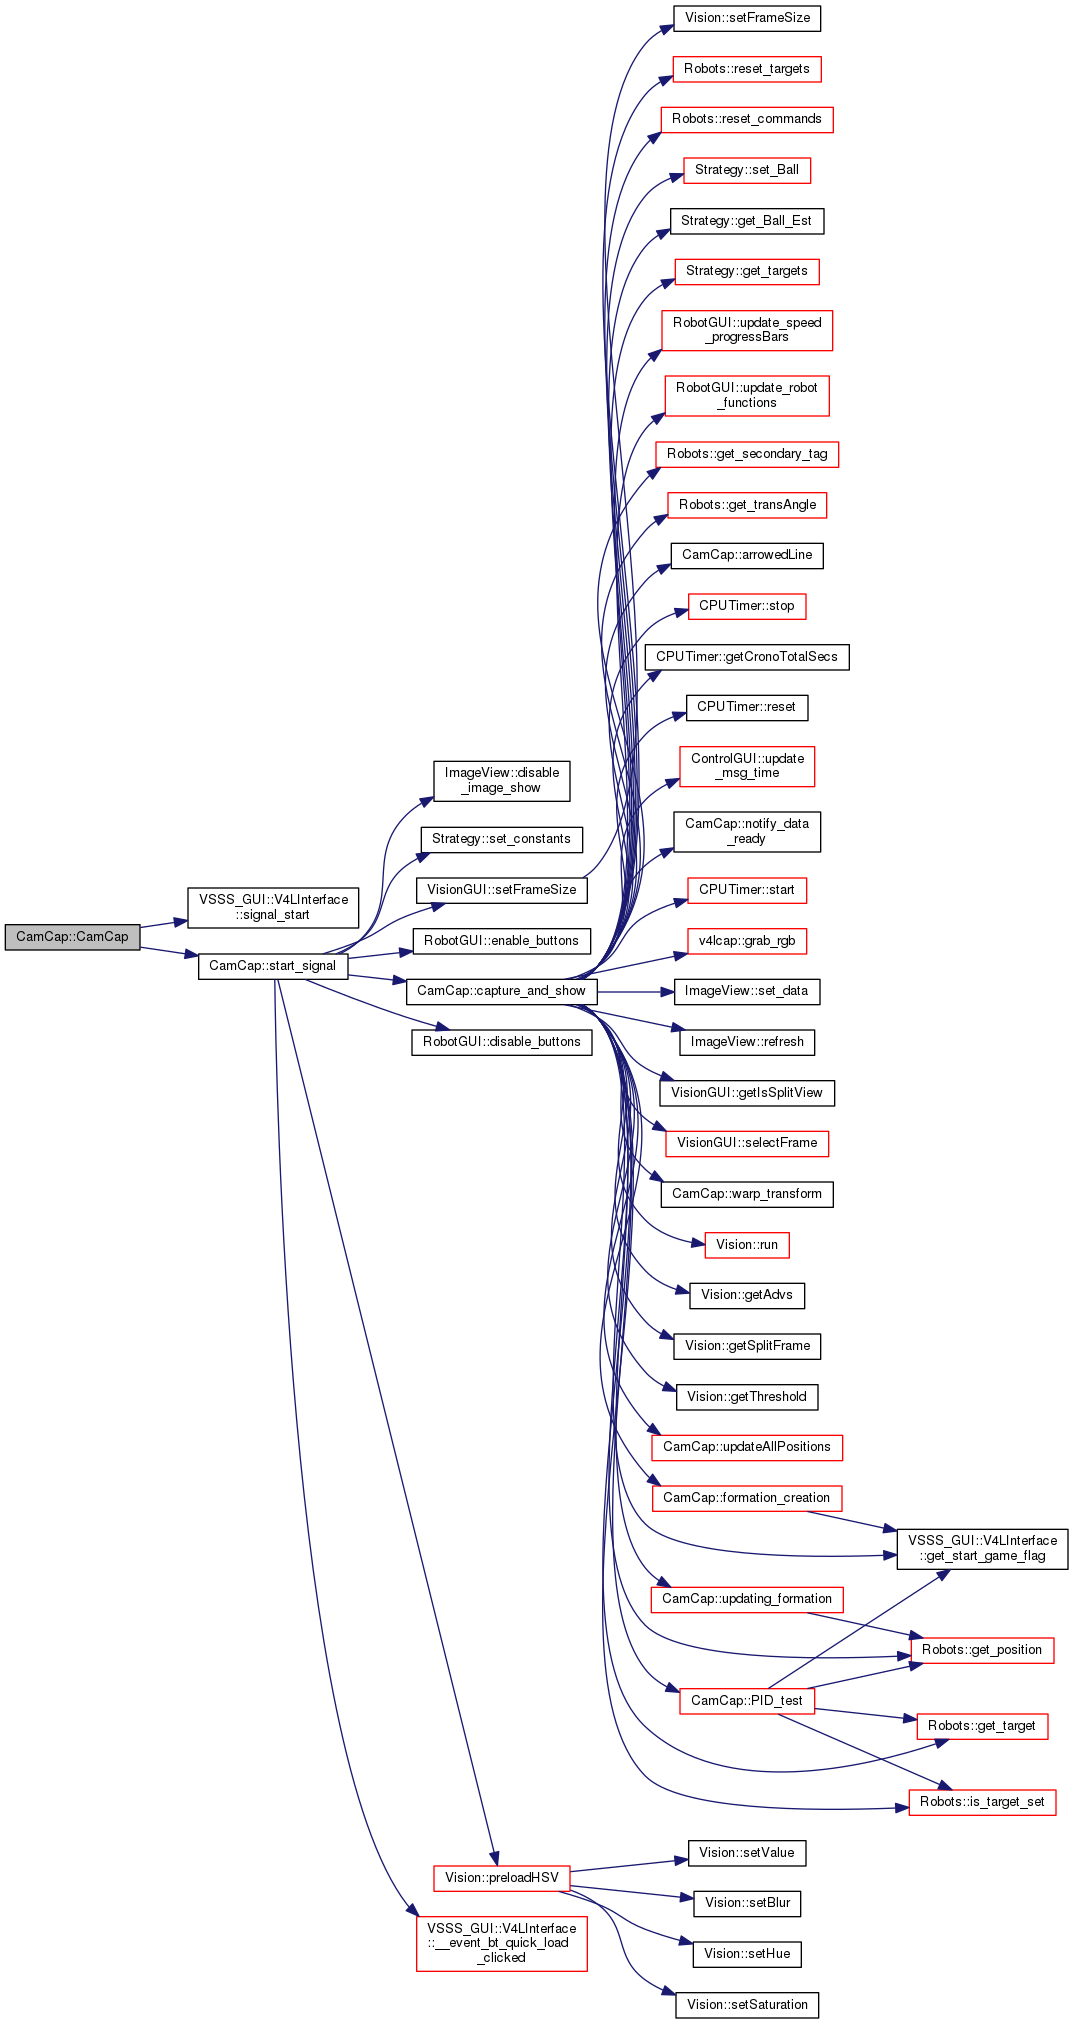 CamCap::CamCap
VSSS_GUI::V4LInterface
::signal_start
CamCap::start_signal
ImageView::disable
_image_show
Strategy::set_constants
VisionGUI::setFrameSize
RobotGUI::enable_buttons
CamCap::capture_and_show
RobotGUI::disable_buttons
Vision::preloadHSV
VSSS_GUI::V4LInterface
::__event_bt_quick_load
_clicked
Vision::setFrameSize
Robots::reset_targets
Robots::reset_commands
Strategy::set_Ball
Strategy::get_Ball_Est
Strategy::get_targets
RobotGUI::update_speed
_progressBars
RobotGUI::update_robot
_functions
Robots::get_secondary_tag
Robots::get_transAngle
CamCap::arrowedLine
CPUTimer::stop
CPUTimer::getCronoTotalSecs
CPUTimer::reset
ControlGUI::update
_msg_time
CamCap::notify_data
_ready
CPUTimer::start
v4lcap::grab_rgb
ImageView::set_data
ImageView::refresh
VisionGUI::getIsSplitView
VisionGUI::selectFrame
CamCap::warp_transform
Vision::run
Vision::getAdvs
Vision::getSplitFrame
Vision::getThreshold
CamCap::updateAllPositions
CamCap::formation_creation
VSSS_GUI::V4LInterface
::get_start_game_flag
CamCap::updating_formation
Robots::get_position
CamCap::PID_test
Robots::get_target
Robots::is_target_set
Vision::setValue
Vision::setBlur
Vision::setHue
Vision::setSaturation